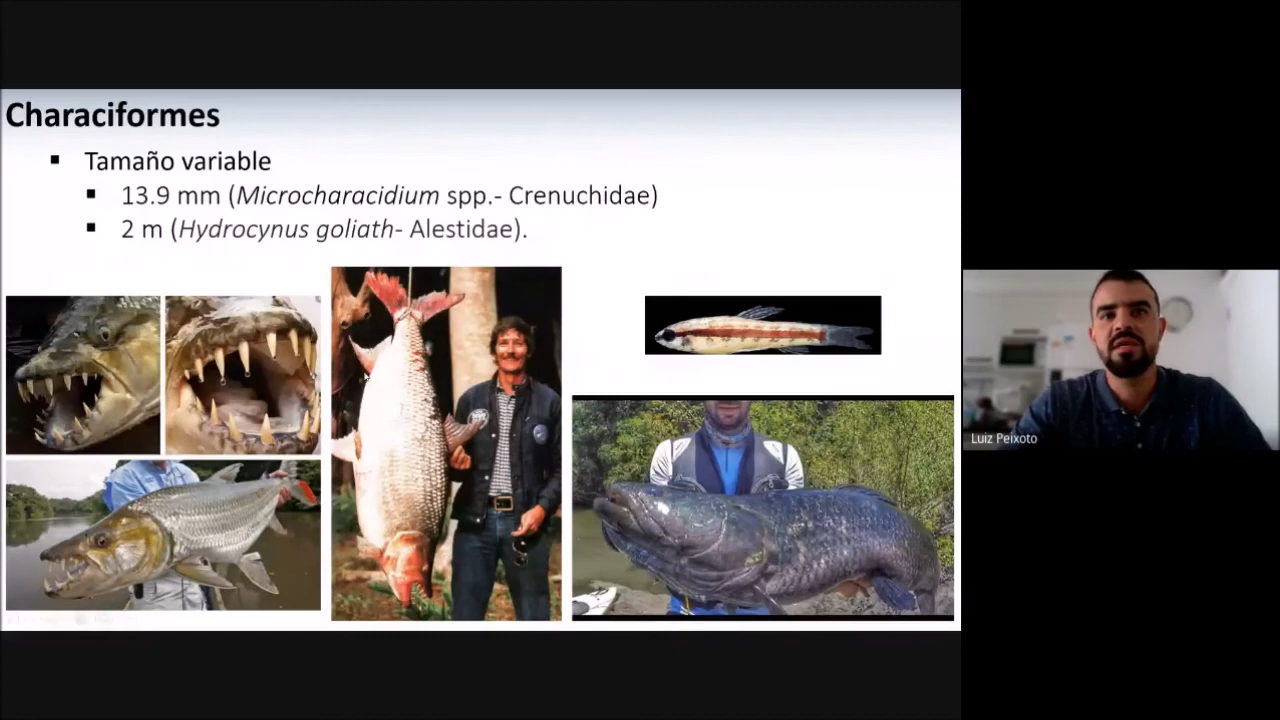 Characiformes
▪ Tamaño variable
▪ 13.9 mm (Microcharacidium spp.- Crenuchidae)
▪ 2 m (Hydrocynus goliath- Alestidae).
Luiz Peixoto